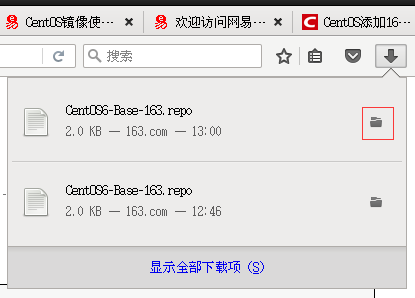 CentOS镜像使…
欢迎访问网易…
CentOS添加16…
搜索
CentOS6-Base-163.repo
2.0 KB — 163.com — 13:00
CentOS6-Base-163.repo
2.0 KB — 163.com — 12:46
显示全部下载项 (S)